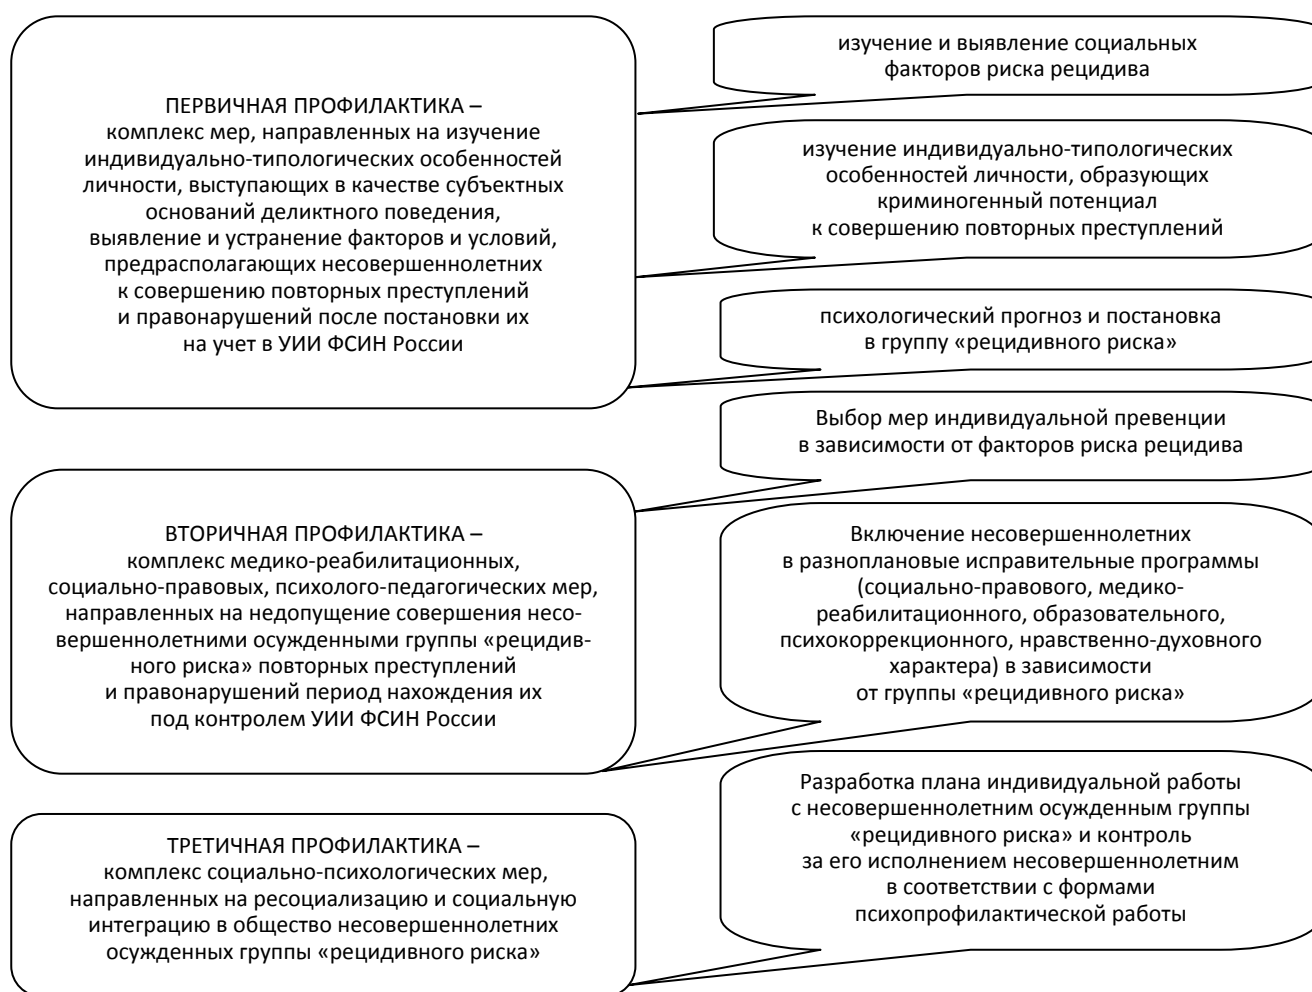 ПЕРВИЧНАЯ ПРОФИЛАКТИКА –
комплекс мер, направленных на изучение
индивидуально-типологических особенностей
личности, выступающих в качестве субъектных
оснований деликтного поведения,
выявление и устранение факторов и условий,
предрасполагающих несовершеннолетних
к совершению повторных преступлений
и правонарушений после постановки их
на учет в УИИ ФСИН России
изучение и выявление социальных
факторов риска рецидива
изучение индивидуально-типологических
особенностей личности, образующих
криминогенный потенциал
к совершению повторных преступлений
психологический прогноз и постановка
в группу «рецидивного риска»
ВТОРИЧНАЯ ПРОФИЛАКТИКА –
комплекс медико-реабилитационных,
социально-правовых, психолого-педагогических мер,
направленных на недопущение совершения несо-
вершеннолетними осужденными группы «рецидив-
ного риска» повторных преступлений
и правонарушений период нахождения их
под контролем УИИ ФСИН России
Выбор мер индивидуальной превенции
в зависимости от факторов риска рецидива
Включение несовершеннолетних
в разноплановые исправительные программы
(социально-правового, медико-
реабилитационного, образовательного,
психокоррекционного, нравственно-духовного
характера) в зависимости
от группы «рецидивного риска»
ТРЕТИЧНАЯ ПРОФИЛАКТИКА –
комплекс социально-психологических мер,
направленных на ресоциализацию и социальную
интеграцию в общество несовершеннолетних
осужденных группы «рецидивного риска»
Разработка плана индивидуальной работы
с несовершеннолетним осужденным группы
«рецидивного риска» и контроль
за его исполнением несовершеннолетним
в соответствии с формами
психопрофилактической работы